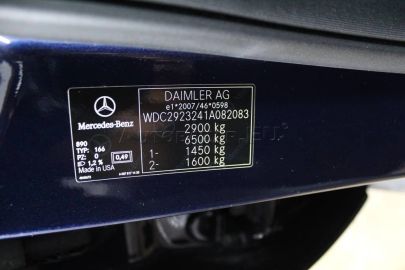 Mercedes-Benz
890
TYP: 166
PZ: 0
1,2 %
0,49
Made in USA
DAIMLER AG
e1*2007/46*0598
WDC2923241A082083
2900 kg
6500 kg
1- 1450 kg
2- 1600 kg